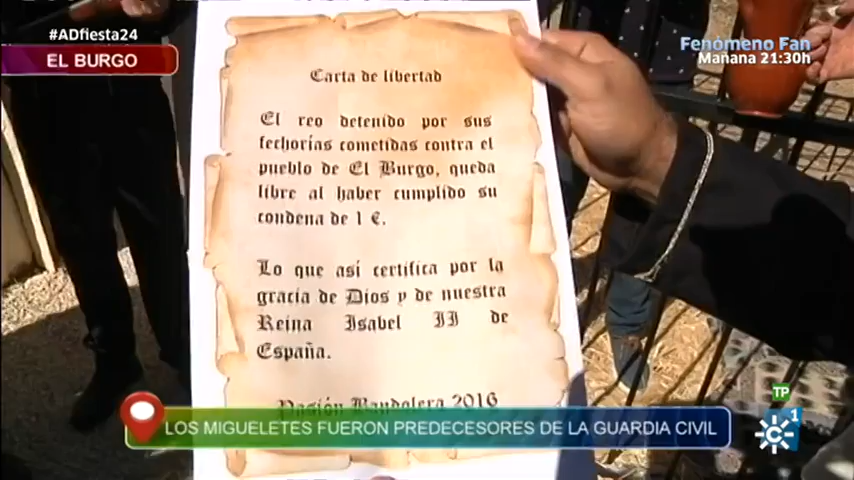 #ADfiesta24
EL BURGO
Fenómeno Fan
Mañana 21:30h
Carta de libertad
El reo detenido por sus
fechorías cometidas contra el
pueblo de El Burgo, queda
libre al haber cumplido su
condena de 1 €.
Lo que así certifica por la
gracia de Dios y de nuestra
Reina Isabel II de
España.
Pasión Bandolera 2016
LOS MIGUELETES FUERON PREDECESORES DE LA GUARDIA CIVIL
TP
1